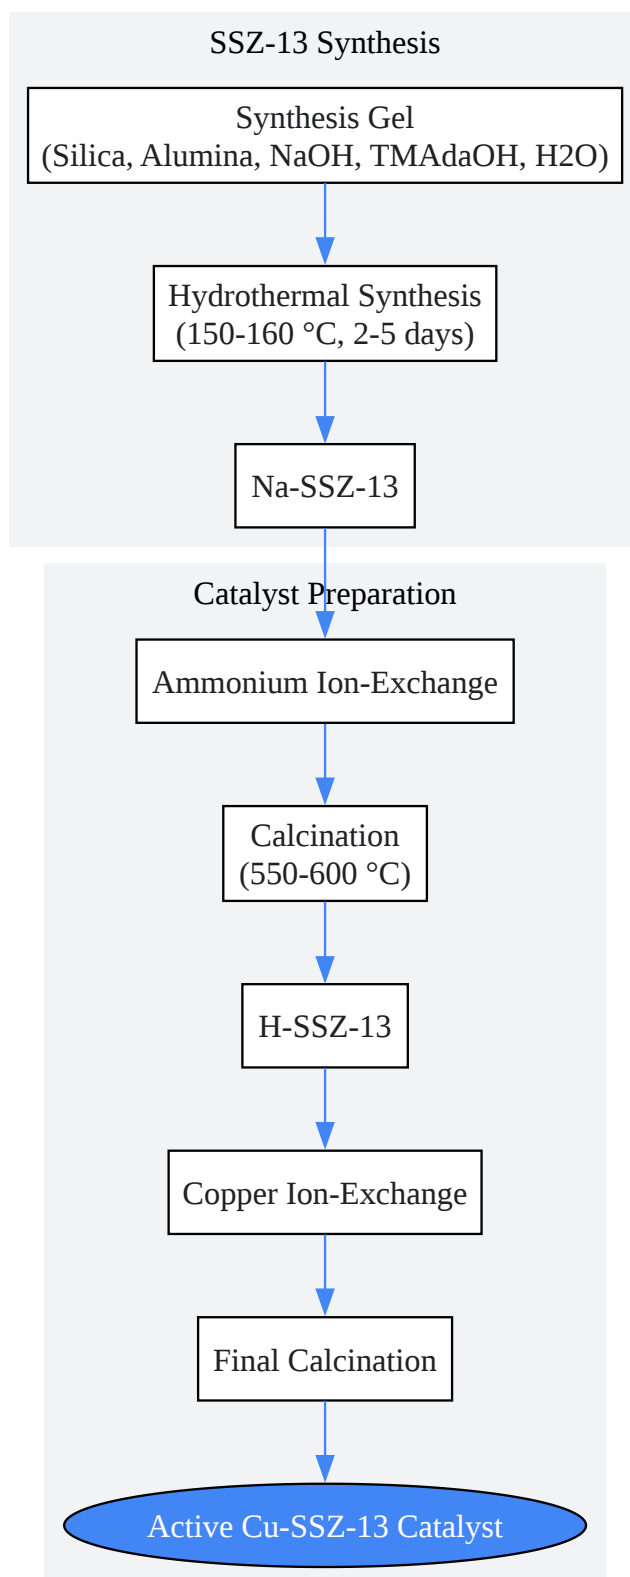 SSZ-13 Synthesis
Synthesis Gel
(Silica, Alumina, NaOH, TMAdaOH, H2O)
Hydrothermal Synthesis
(150-160 °C, 2-5 days)
Na-SSZ-13
Catalyst Preparation
Ammonium Ion-Exchange
Calcination
(550-600 °C)
H-SSZ-13
Copper Ion-Exchange
Final Calcination
Active Cu-SSZ-13 Catalyst